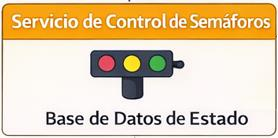 Servicio de Control de Semáforos
Base de Datos de Estado